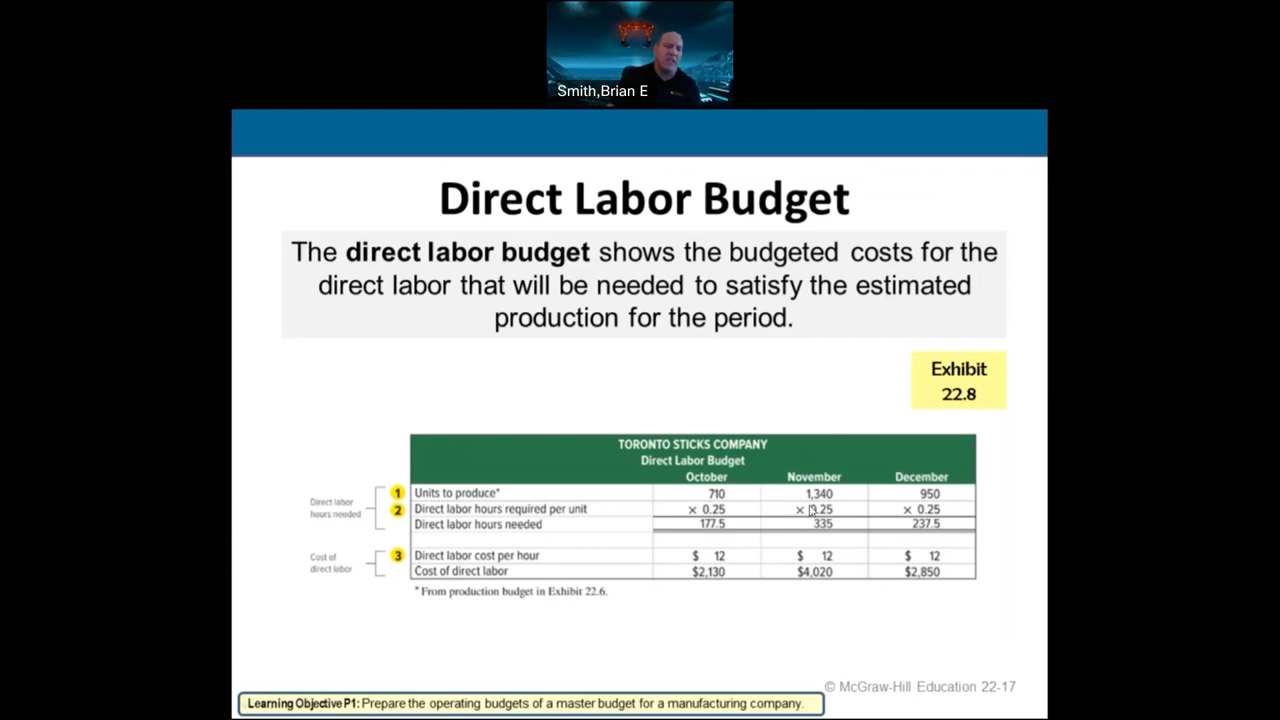 Smith,Brian E
Direct Labor Budget
The direct labor budget shows the budgeted costs for the
direct labor that will be needed to satisfy the estimated
production for the period.
Exhibit
22.8
TORONTO STICKS COMPANY
Direct Labor Budget
October November December
Direct labor
hours needed
1 Units to produce* 710 1,340 950
2 Direct labor hours required per unit × 0.25 × 0.25 × 0.25
Direct labor hours needed 177.5 335 237.5
Cost of
direct labor
3 Direct labor cost per hour $ 12 $ 12 $ 12
Cost of direct labor $2,130 $4,020 $2,850
*From production budget in Exhibit 22.6.
© McGraw-Hill Education 22-17
Learning Objective P1: Prepare the operating budgets of a master budget for a manufacturing company.